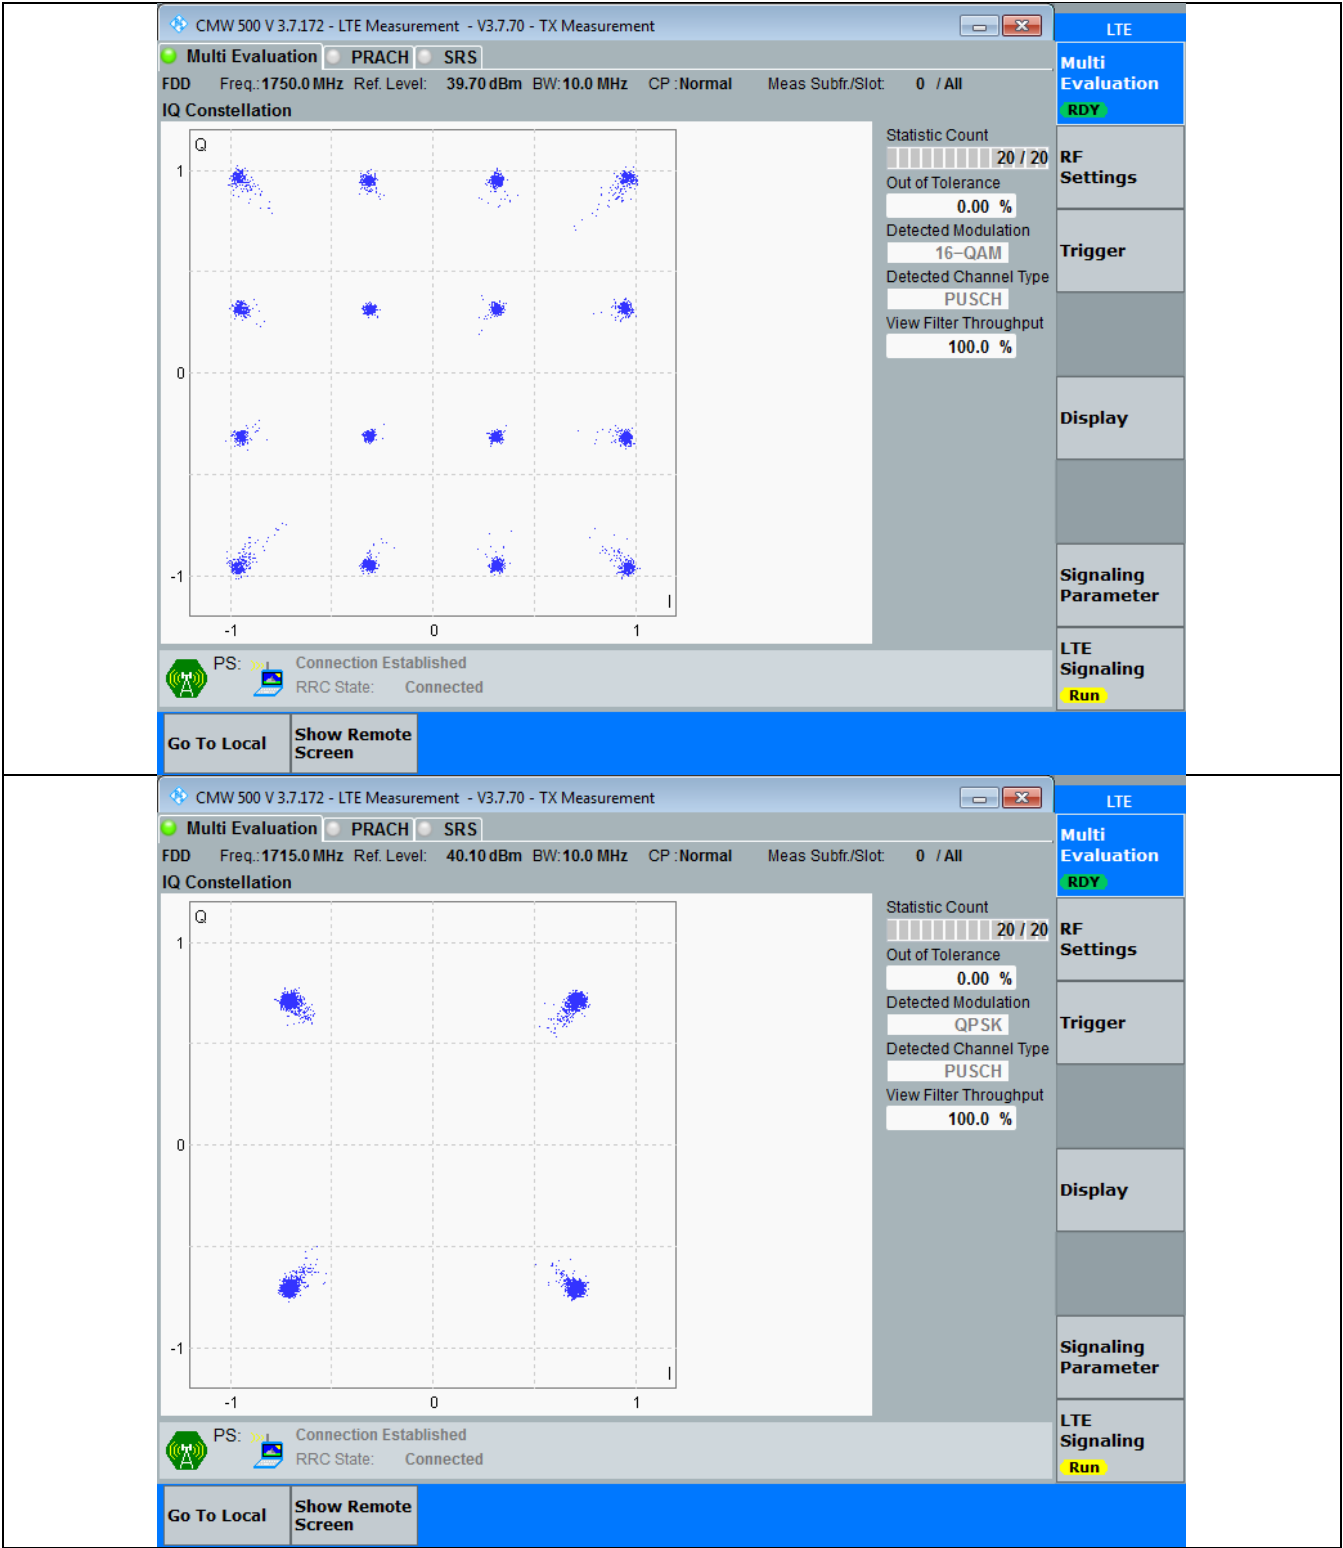 CMW 500 V 3.7.172 - LTE Measurement - V3.7.70 - TX Measurement
LTE
Multi Evaluation PRACH SRS
Multi
Evaluation
RDY
FDD Freq.:1750.0 MHz Ref. Level: 39.70 dBm BW:10.0 MHz CP :Normal Meas Subfr./Slot: 0 / All
IQ Constellation
Q
1
0
-1
I
-1 0 1
Statistic Count
20 / 20
Out of Tolerance
0.00 %
Detected Modulation
16-QAM
Detected Channel Type
PUSCH
View Filter Throughput
100.0 %
RF
Settings
Trigger
Display
Signaling
Parameter
LTE
Signaling
Run
PS: Connection Established
RRC State: Connected
Go To Local
Show Remote
Screen
CMW 500 V 3.7.172 - LTE Measurement - V3.7.70 - TX Measurement
LTE
Multi Evaluation PRACH SRS
Multi
Evaluation
RDY
FDD Freq.:1715.0 MHz Ref. Level: 40.10 dBm BW:10.0 MHz CP :Normal Meas Subfr./Slot: 0 / All
IQ Constellation
Q
1
0
-1
I
-1 0 1
Statistic Count
20 / 20
Out of Tolerance
0.00 %
Detected Modulation
QPSK
Detected Channel Type
PUSCH
View Filter Throughput
100.0 %
RF
Settings
Trigger
Display
Signaling
Parameter
LTE
Signaling
Run
PS: Connection Established
RRC State: Connected
Go To Local
Show Remote
Screen